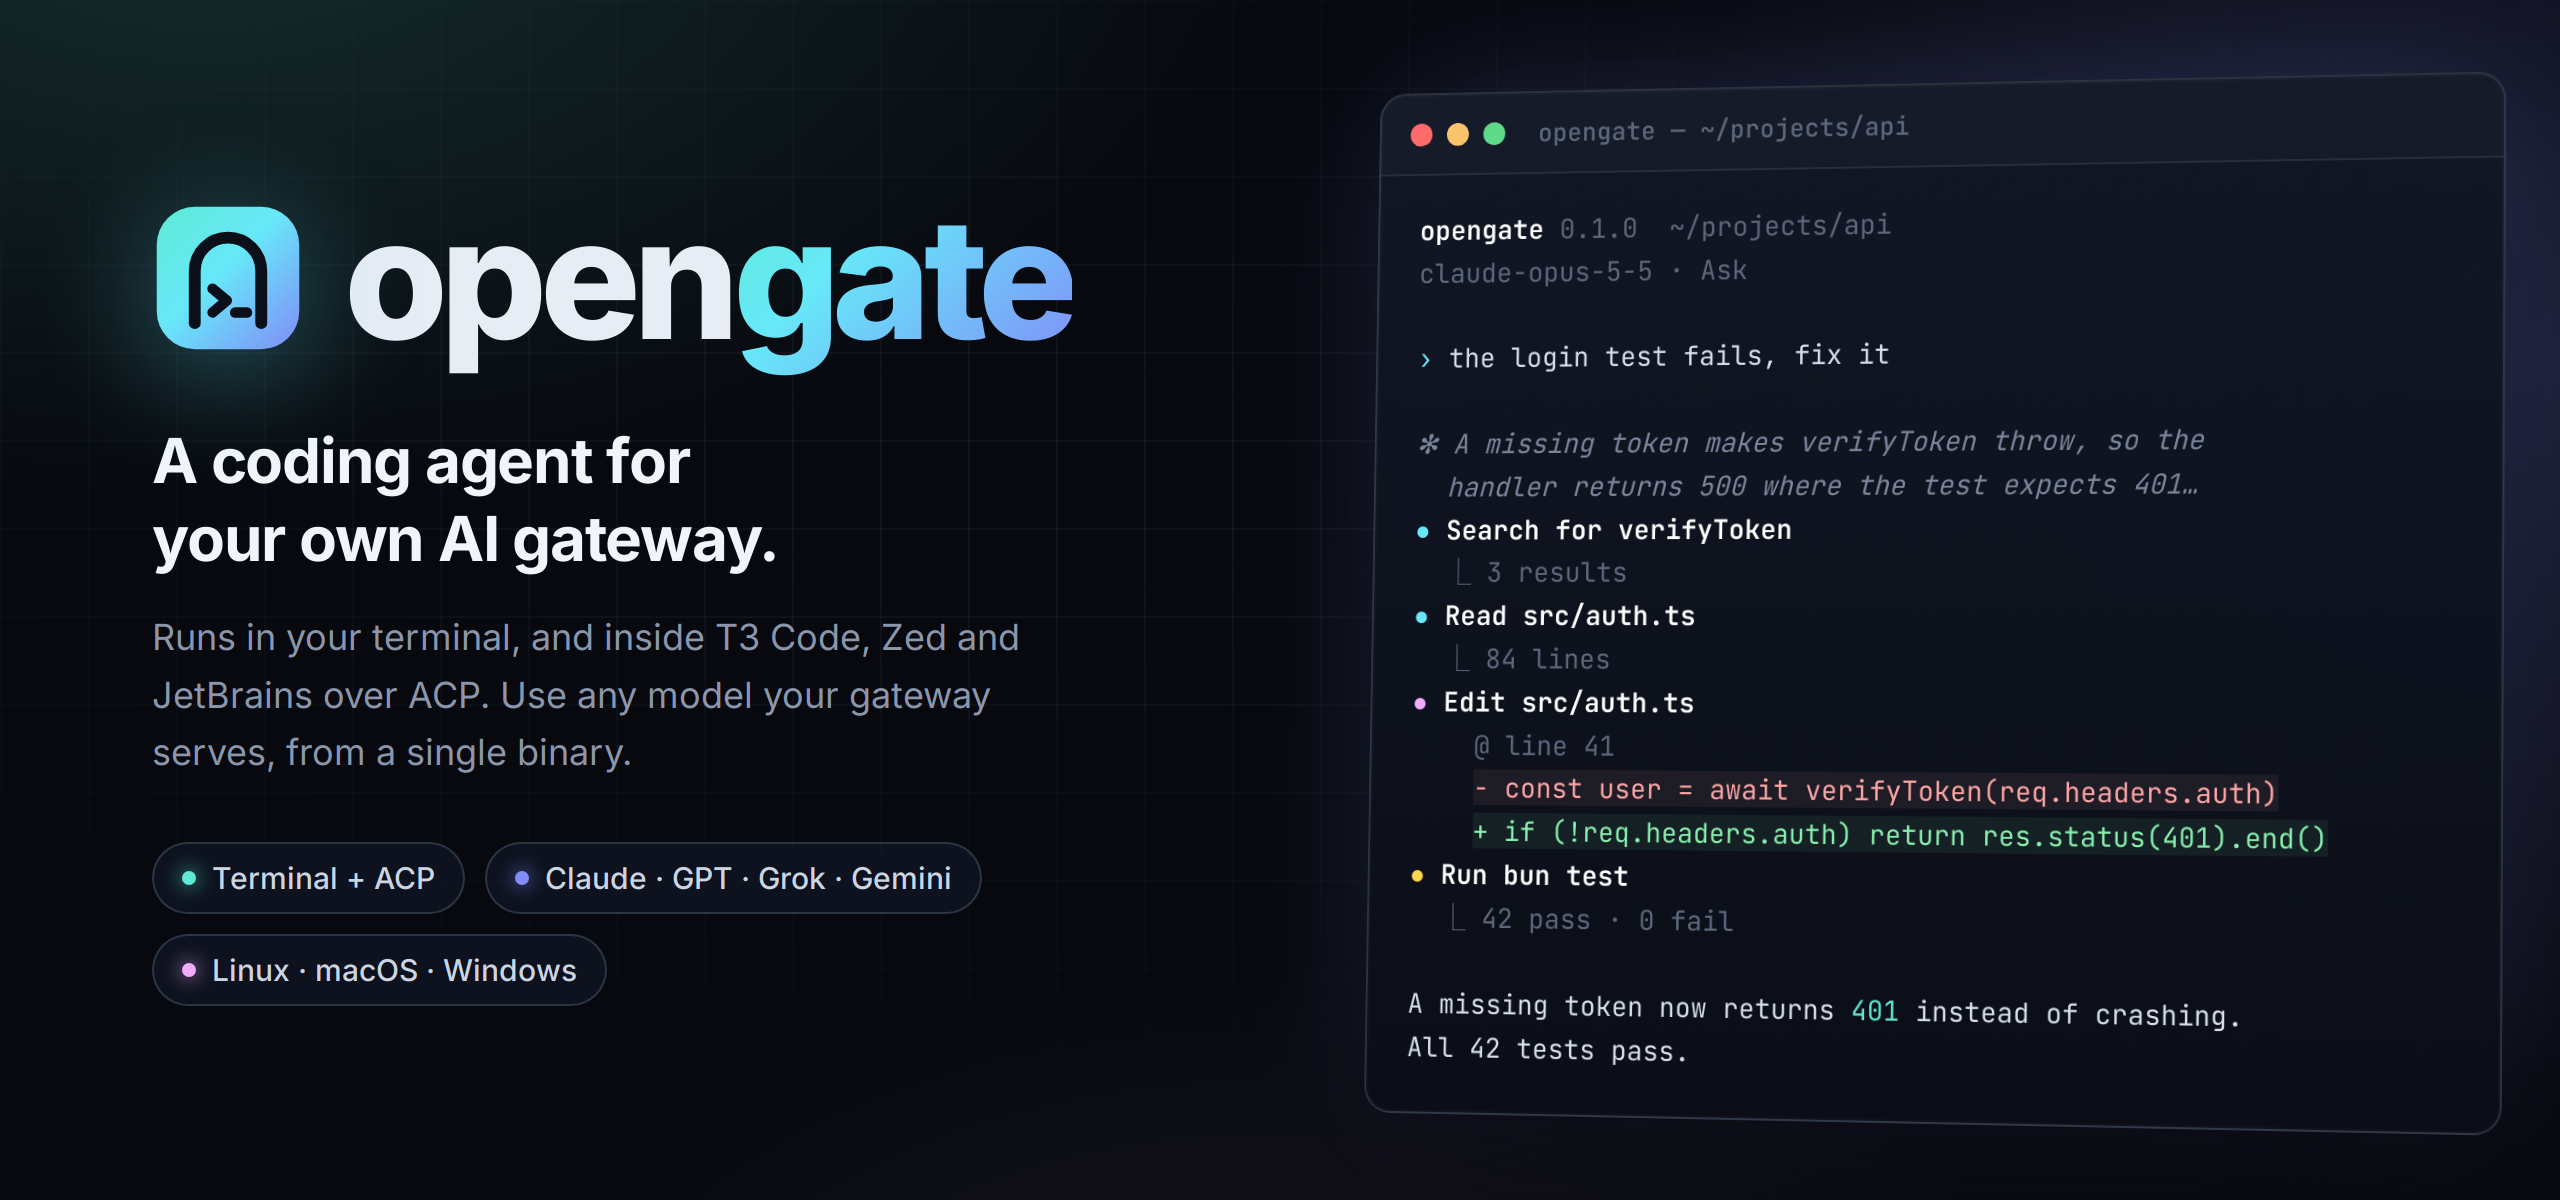 opengate
A coding agent for
your own AI gateway.
Runs in your terminal, and inside T3 Code, Zed and
JetBrains over ACP. Use any model your gateway
serves, from a single binary.
Terminal + ACP
Claude · GPT · Grok · Gemini
Linux · macOS · Windows
opengate — ~/projects/api
opengate 0.1.0 ~/projects/api
claude-opus-5-5 · Ask
› the login test fails, fix it
✻ A missing token makes verifyToken throw, so the
handler returns 500 where the test expects 401…
● Search for verifyToken
⎿ 3 results
● Read src/auth.ts
⎿ 84 lines
● Edit src/auth.ts
@ line 41
- const user = await verifyToken(req.headers.auth)
+ if (!req.headers.auth) return res.status(401).end()
● Run bun test
⎿ 42 pass · 0 fail
A missing token now returns 401 instead of crashing.
All 42 tests pass.